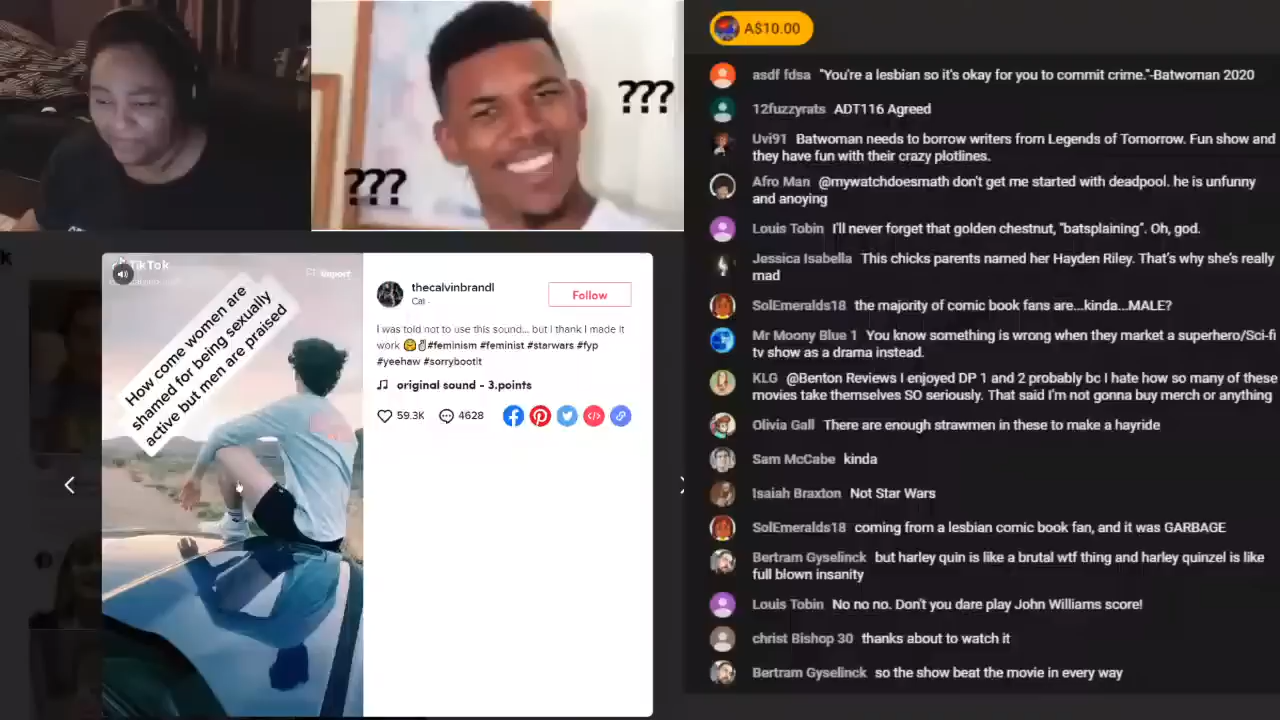 ???
???
TikTok
How come women are
shamed for being sexually
active but men are praised
thecalvinbrandl
Cal -
Follow
I was told not to use this sound... but I thank I made it
work 🤗✌#feminism #feminist #starwars #fyp
#yeehaw #sorrybootit
original sound - 3.points
59.3K
4628
A$10.00
asdf fdsa "You're a lesbian so it's okay for you to commit crime."-Batwoman 2020
12fuzzyrats ADT116 Agreed
Uvi91 Batwoman needs to borrow writers from Legends of Tomorrow. Fun show and
they have fun with their crazy plotlines.
Afro Man @mywatchdoesmath don't get me started with deadpool. he is unfunny
and anoying
Louis Tobin I'll never forget that golden chestnut, "batsplaining". Oh, god.
Jessica Isabella This chicks parents named her Hayden Riley. That's why she's really
mad
SolEmeralds18 the majority of comic book fans are...kinda...MALE?
Mr Moony Blue 1 You know something is wrong when they market a superhero/Sci-fi
tv show as a drama instead.
KLG @Benton Reviews I enjoyed DP 1 and 2 probably bc I hate how so many of these
movies take themselves SO seriously. That said I'm not gonna buy merch or anything
Olivia Gall There are enough strawmen in these to make a hayride
Sam McCabe kinda
Isaiah Braxton Not Star Wars
SolEmeralds18 coming from a lesbian comic book fan, and it was GARBAGE
Bertram Gyselinck but harley quin is like a brutal wtf thing and harley quinzel is like
full blown insanity
Louis Tobin No no no. Don't you dare play John Williams score!
christ Bishop 30 thanks about to watch it
Bertram Gyselinck so the show beat the movie in every way